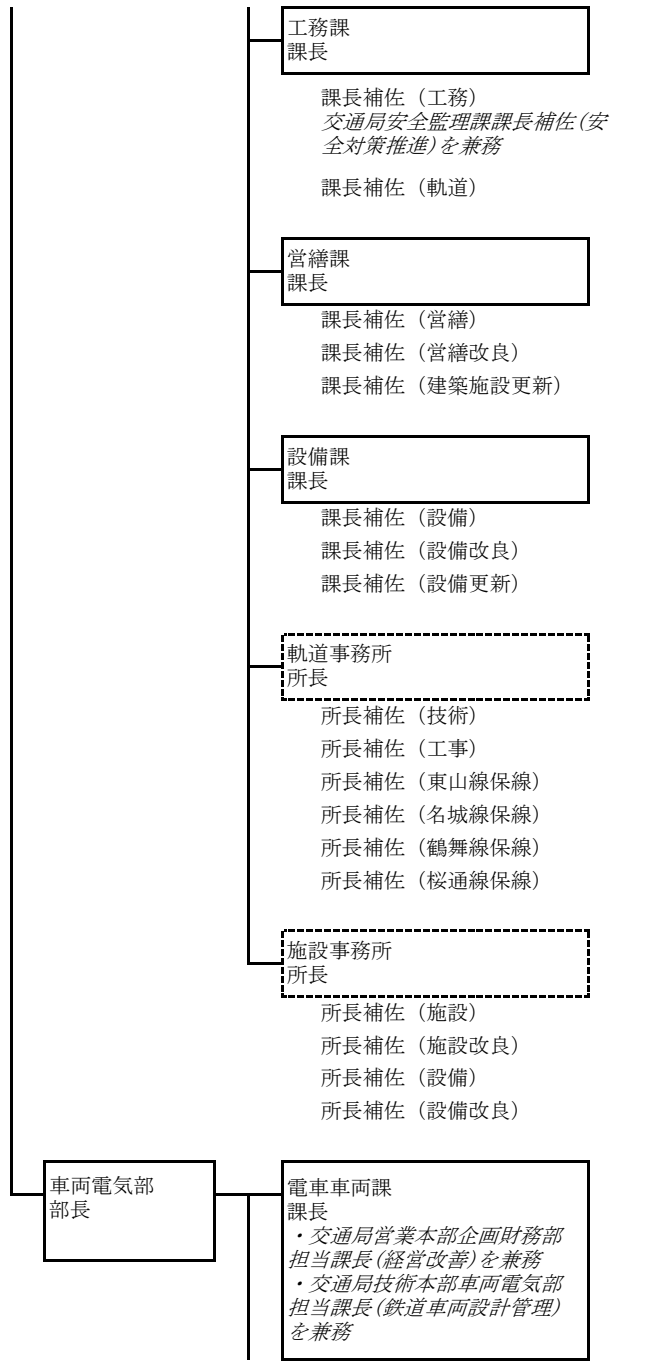 工務課
課長
課長補佐（工務）
交通局安全監理課課長補佐(安
全対策推進)を兼務
課長補佐（軌道）
営繕課
課長
課長補佐（営繕）
課長補佐（営繕改良）
課長補佐（建築施設更新）
設備課
課長
課長補佐（設備）
課長補佐（設備改良）
課長補佐（設備更新）
軌道事務所
所長
所長補佐（技術）
所長補佐（工事）
所長補佐（東山線保線）
所長補佐（名城線保線）
所長補佐（鶴舞線保線）
所長補佐（桜通線保線）
施設事務所
所長
所長補佐（施設）
所長補佐（施設改良）
所長補佐（設備）
所長補佐（設備改良）
車両電気部
部長
電車車両課
課長
・交通局営業本部企画財務部
担当課長(経営改善)を兼務
・交通局技術本部車両電気部
担当課長(鉄道車両設計管理)
を兼務